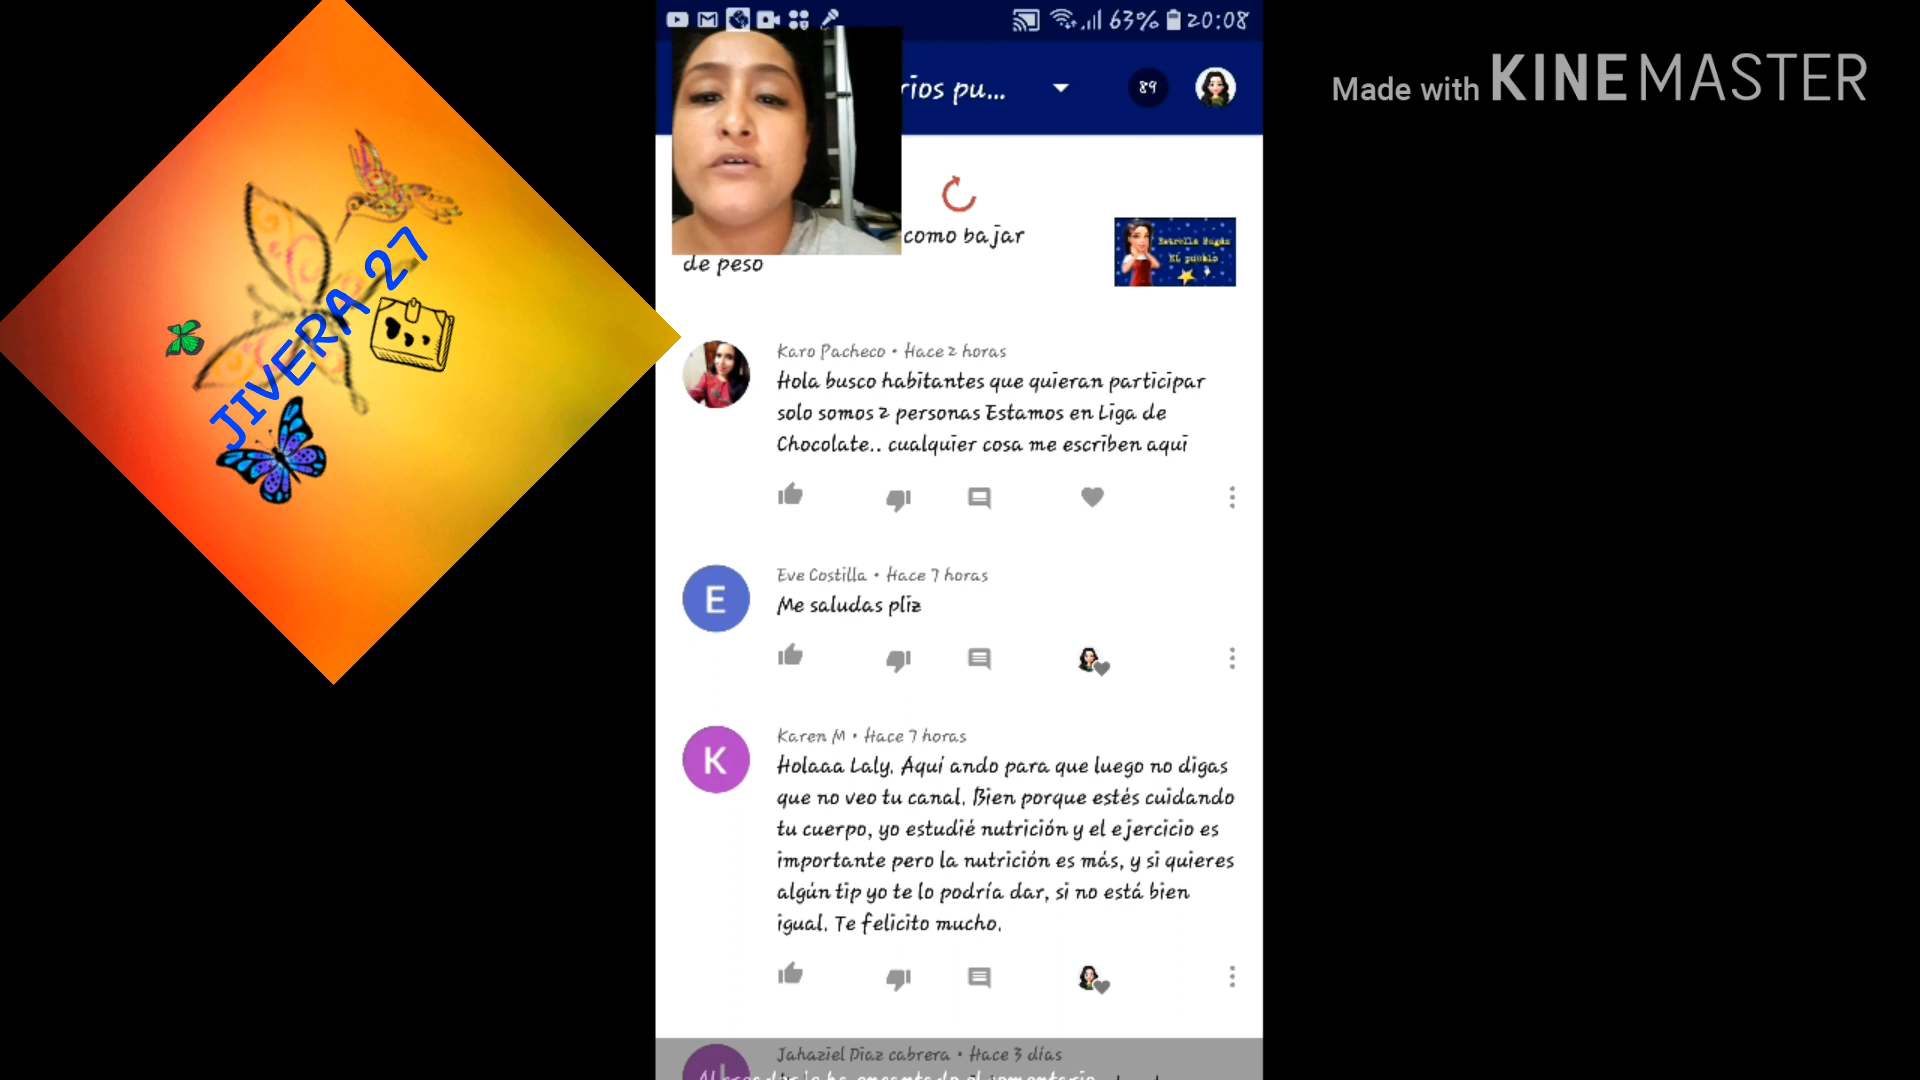 63% 20:08
Made with KINEMASTER
rios pu...
89
como bajar
de peso
Estrella Sugás
EL pueblo
JIVERA 27
Karo Pacheco • Hace 2 horas
Hola busco habitantes que quieran participar
solo somos 2 personas Estamos en Liga de
Chocolate.. cualquier cosa me escriben aqui
E
Eve Costilla • Hace 7 horas
Me saludas pliz
K
Karen M • Hace 7 horas
Holaaa Laly. Aquí ando para que luego no digas
que no veo tu canal. Bien porque estés cuidando
tu cuerpo, yo estudié nutrición y el ejercicio es
importante pero la nutrición es más, y si quieres
algún tip yo te lo podría dar, si no está bien
igual. Te felicito mucho.
Jahaziel Diaz cabrera • Hace 3 días